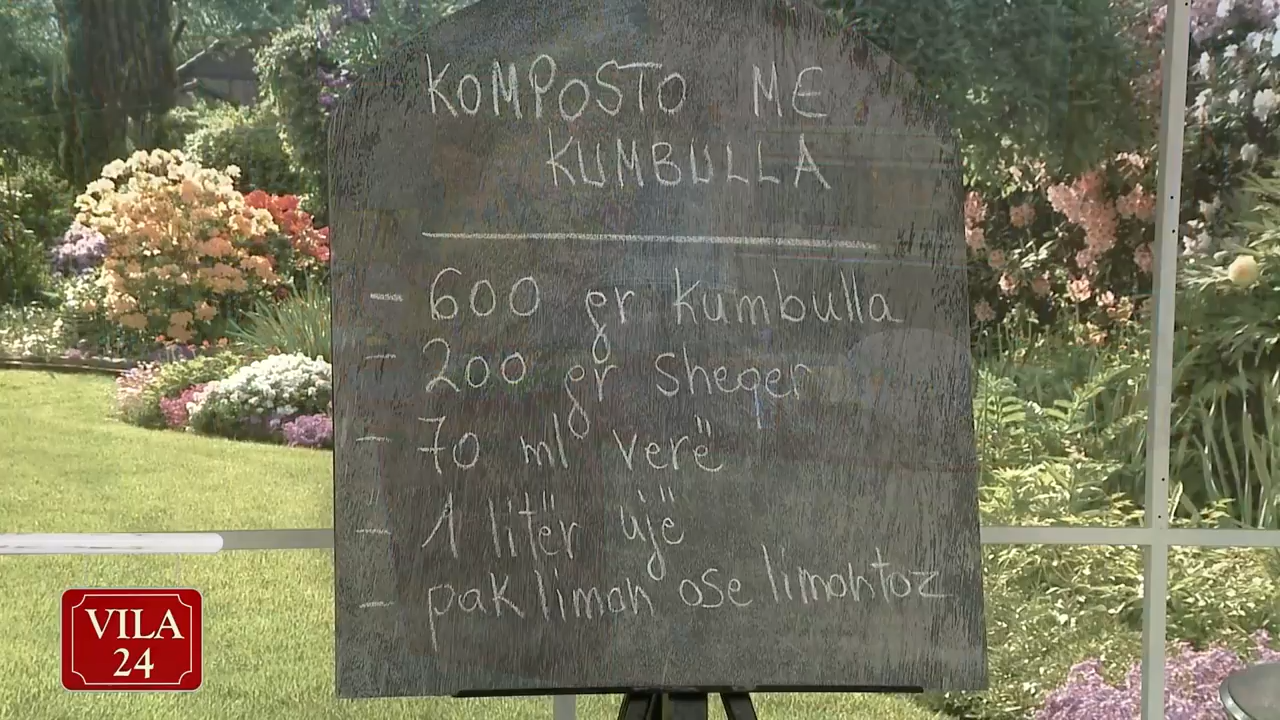 KOMPOSTO ME
KUMBULLA
- 600 gr kumbulla
- 200 gr sheqer
- 70 ml verë
- 1 litër üjë
- pak limon ose limontoz
VILA
24